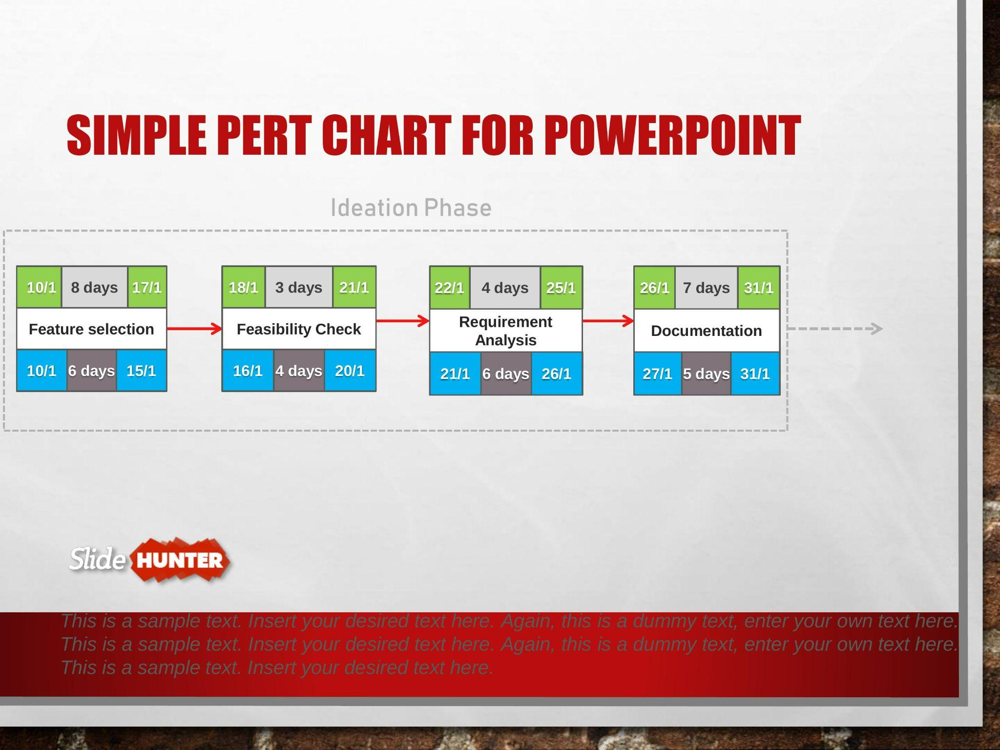 SIMPLE PERT CHART FOR POWERPOINT
Ideation Phase
10/1 8 days 17/1
Feature selection
10/1 6 days 15/1
18/1 3 days 21/1
Feasibility Check
16/1 4 days 20/1
22/1 4 days 25/1
Requirement
Analysis
21/1 6 days 26/1
26/1 7 days 31/1
Documentation
27/1 5 days 31/1
Slide HUNTER
This is a sample text. Insert your desired text here. Again, this is a dummy text, enter your own text here.
This is a sample text. Insert your desired text here. Again, this is a dummy text, enter your own text here.
This is a sample text. Insert your desired text here.